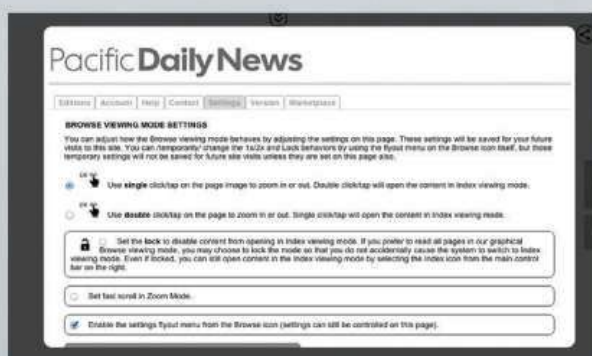 Pacific Daily News
Editions | Account | Help | Contact | Settings | Version | Marketplace
BROWSE VIEWING MODE SETTINGS
You can adjust how the Browse viewing mode behaves by adjusting the settings on this page. These settings will be saved for your future
visits to this site. You can /temporarily/ change the 1x/2x and Lock behaviors by using the flyout menu on the Browse icon itself, but those
temporary settings will not be saved for future site visits unless they are set on this page also.
Use single click/tap on the page image to zoom in or out. Double click/tap will open the content in Index viewing mode.
Use double click/tap on the page to zoom in or out. Single click/tap will open the content in Index viewing mode.
Set the lock to disable content from opening in Index viewing mode. If you prefer to read all pages in our graphical
Browse viewing mode, you may choose to lock the mode so that you do not accidentally cause the system to switch to Index
viewing mode. Even if locked, you can still open content in the Index viewing mode by selecting the Index icon from the main control
bar on the right.
Set fast scroll in Zoom Mode.
Enable the settings flyout menu from the Browse icon (settings can still be controlled on this page).